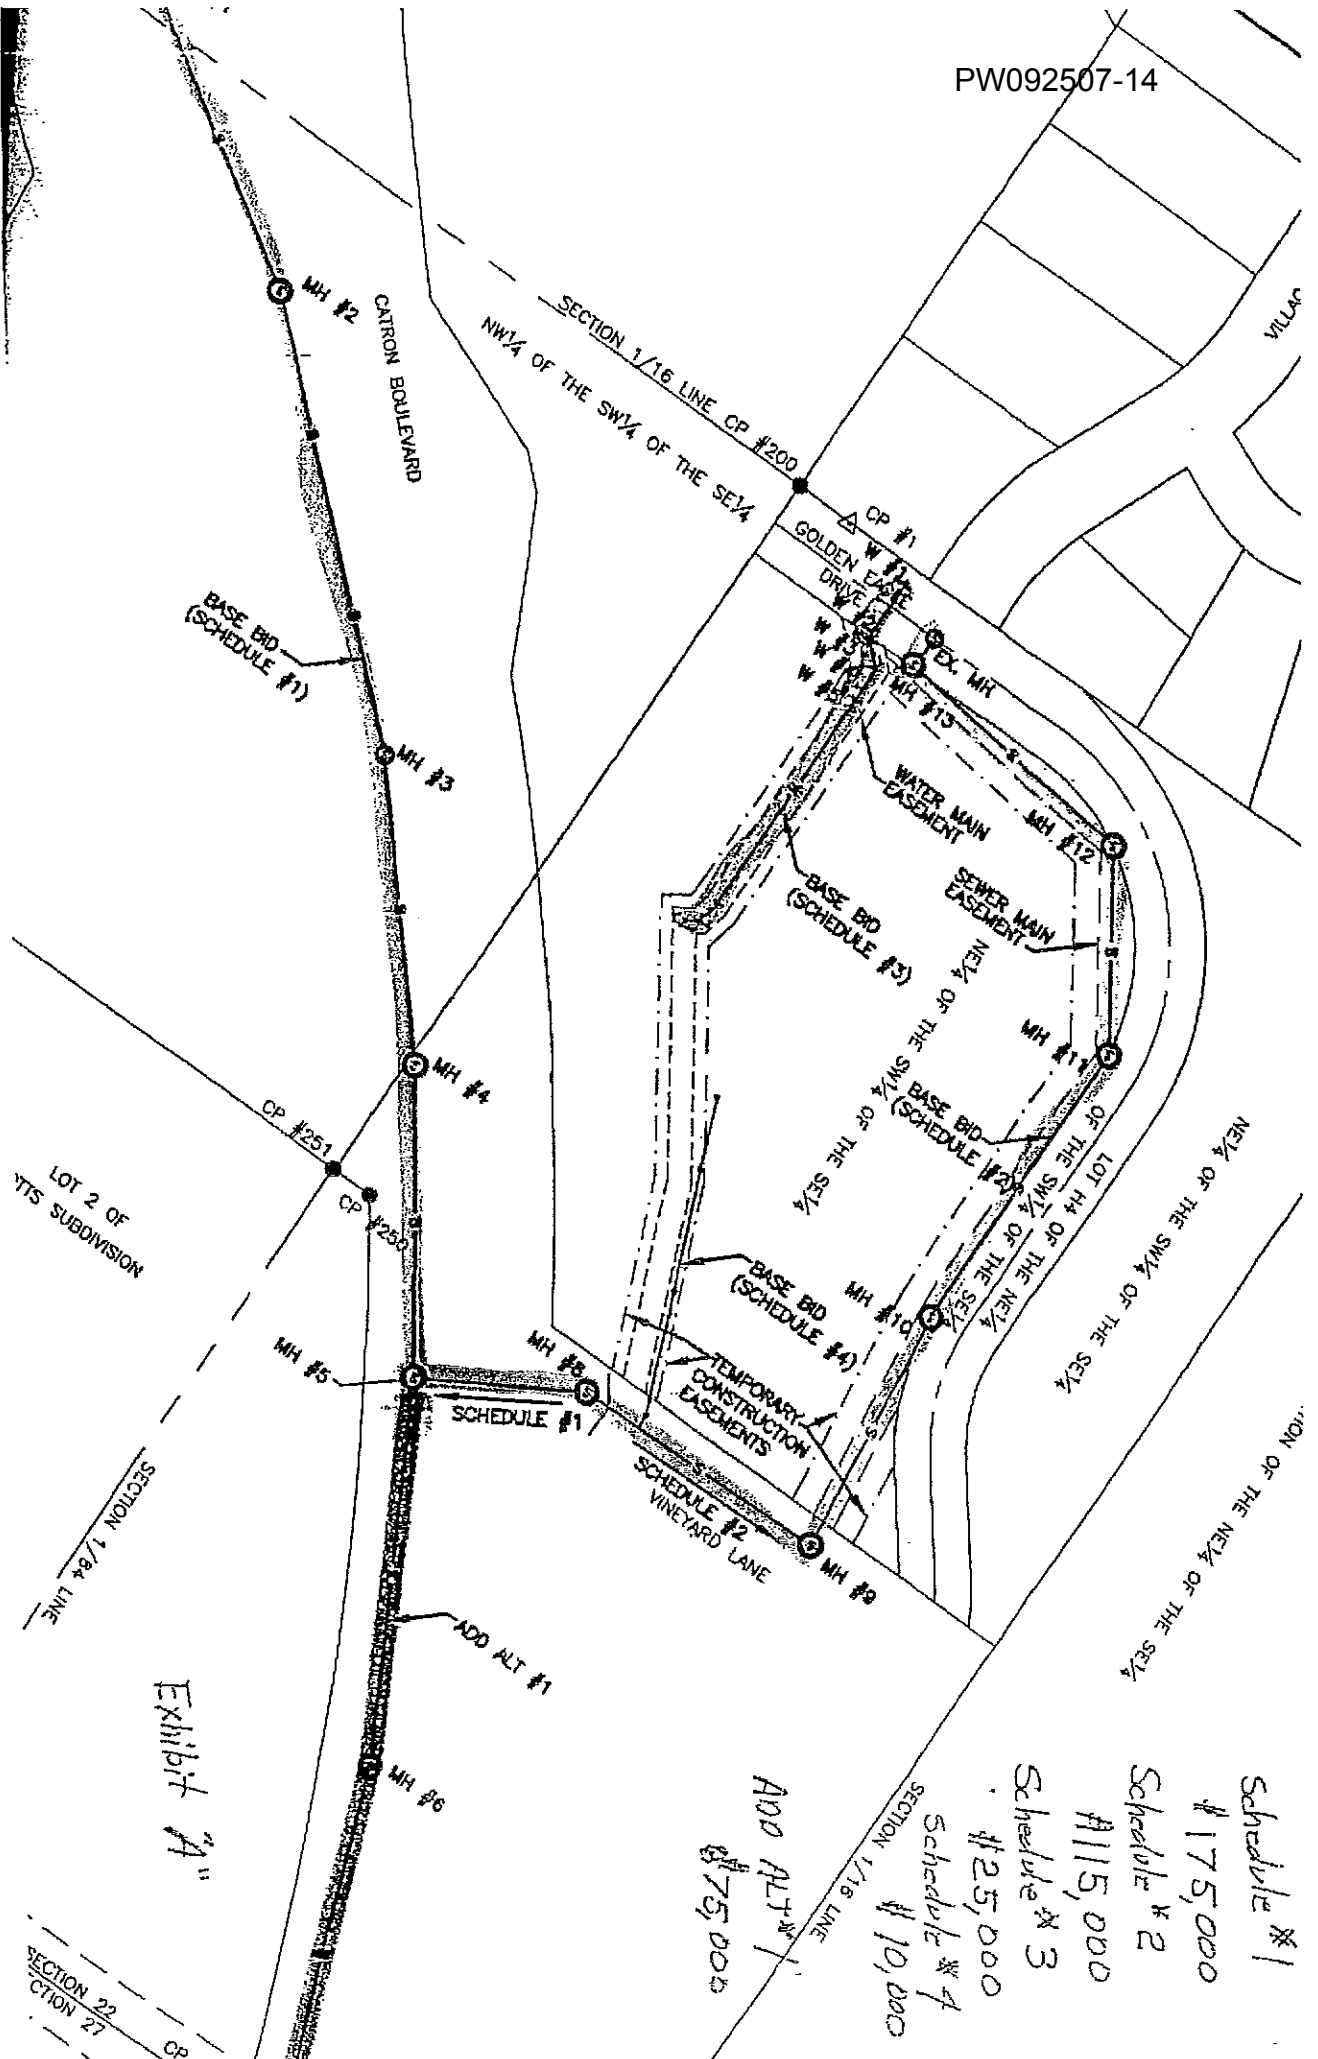 PW092507-14
VILLAG
MH #2
CATRON BOULEVARD
SECTION 1/16 LINE
CP #200
NW¼ OF THE SW¼ OF THE SE¼
CP #1
GOLDEN EAGLE
DRIVE
W #1
W #5
EX. MH
MH #13
BASE BID
(SCHEDULE #1)
MH #3
WATER MAIN
EASEMENT
MH #12
BASE BID
(SCHEDULE #3)
SEWER MAIN
EASEMENT
NE¼ OF THE SW¼ OF THE SE¼
MH #11
MH #4
BASE BID
(SCHEDULE #2)
LOT H4 OF THE NE¼
OF THE SW¼ OF THE SE¼
NE¼ OF THE SW¼ OF THE SE¼
CP #251
CP #250
LOT 2 OF
TTS SUBDIVISION
BASE BID
(SCHEDULE #4)
MH #10
MH #5
MH #8
SCHEDULE #1
TEMPORARY
CONSTRUCTION
EASEMENTS
SCHEDULE #2
VINEYARD LANE
MH #9
ION OF THE NE¼ OF THE SE¼
SECTION 1/64 LINE
ADD ALT #1
MH #6
SECTION 1/16 LINE
Exhibit "A"
Schedule #1
$175,000
Schedule #2
$115,000
Schedule #3
$25,000
Schedule #4
$10,000
ADD ALT #1
$75,000
SECTION 22
CTION 27
CP